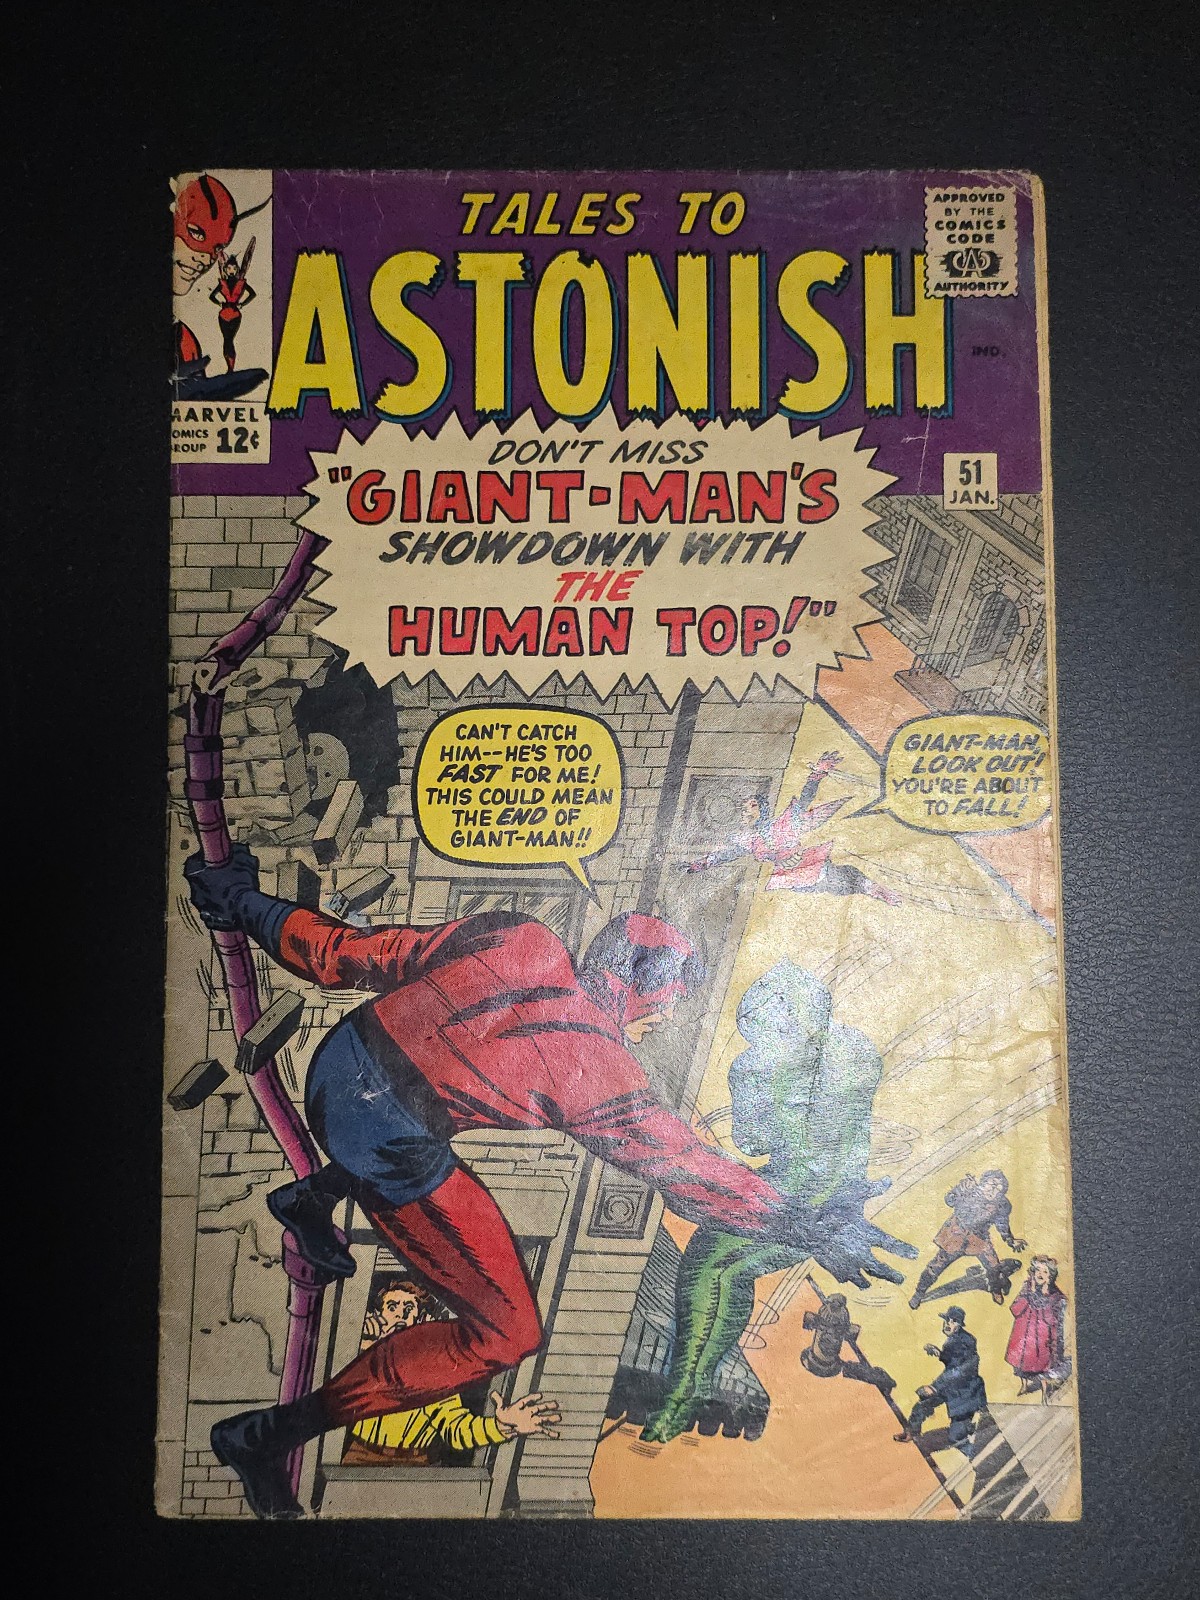 TALES TO
ASTONISH
APPROVED
BY THE
COMICS
CODE
CA
AUTHORITY
IND.
MARVEL
OMICS
ROUP 12¢
51
JAN.
DON'T MISS
"GIANT-MAN'S
SHOWDOWN WITH
THE
HUMAN TOP!"
CAN'T CATCH
HIM--HE'S TOO
FAST FOR ME!
THIS COULD MEAN
THE END OF
GIANT-MAN!!
GIANT-MAN,
LOOK OUT!
YOU'RE ABOUT
TO FALL!